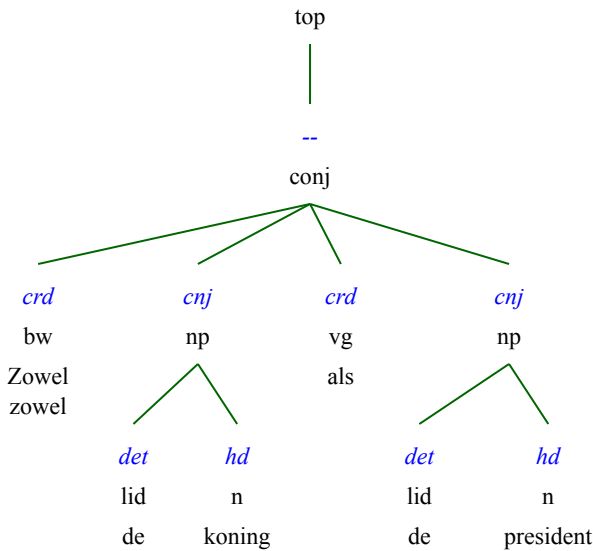 top
--
conj
crd cnj crd cnj
bw np vg np
Zowel als
zowel
det hd det hd
lid n lid n
de koning de president